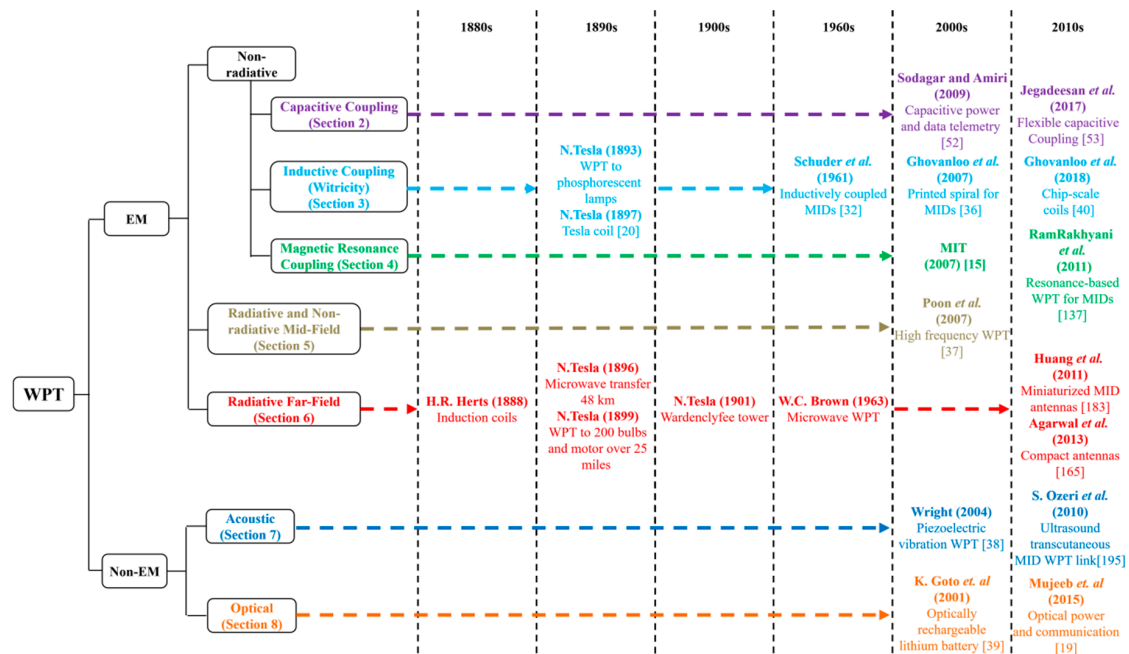 1880s
1890s
1900s
1960s
2000s
2010s
Non-
radiative
Capacitive Coupling
(Section 2)
Sodagar and Amiri
(2009)
Capacitive power
and data telemetry
[52]
Jegadeesan et al.
(2017)
Flexible capacitive
Coupling [53]
Inductive Coupling
(Witricity)
(Section 3)
N.Tesla (1893)
WPT to
phosphorescent
lamps
N.Tesla (1897)
Tesla coil [20]
Schuder et al.
(1961)
Inductively coupled
MIDs [32]
Ghovanloo et al.
(2007)
Printed spiral for
MIDs [36]
Ghovanloo et al.
(2018)
Chip-scale
coils [40]
EM
Magnetic Resonance
Coupling (Section 4)
MIT
(2007) [15]
RamRakhyani
et al.
(2011)
Resonance-based
WPT for MIDs
[137]
Radiative and Non-
radiative Mid-Field
(Section 5)
Poon et al.
(2007)
High frequency WPT
[37]
WPT
Radiative Far-Field
(Section 6)
H.R. Herts (1888)
Induction coils
N.Tesla (1896)
Microwave transfer
48 km
N.Tesla (1899)
WPT to 200 bulbs
and motor over 25
miles
N.Tesla (1901)
Wardenclyfee tower
W.C. Brown (1963)
Microwave WPT
Huang et al.
(2011)
Miniaturized MID
antennas [183]
Agarwal et al.
(2013)
Compact antennas
[165]
Non-EM
Acoustic
(Section 7)
Wright (2004)
Piezoelectric
vibration WPT [38]
S. Ozeri et al.
(2010)
Ultrasound
transcutaneous
MID WPT link[195]
Optical
(Section 8)
K. Goto et. al
(2001)
Optically
rechargeable
lithium battery [39]
Mujeeb et. al
(2015)
Optical power
and communication
[19]